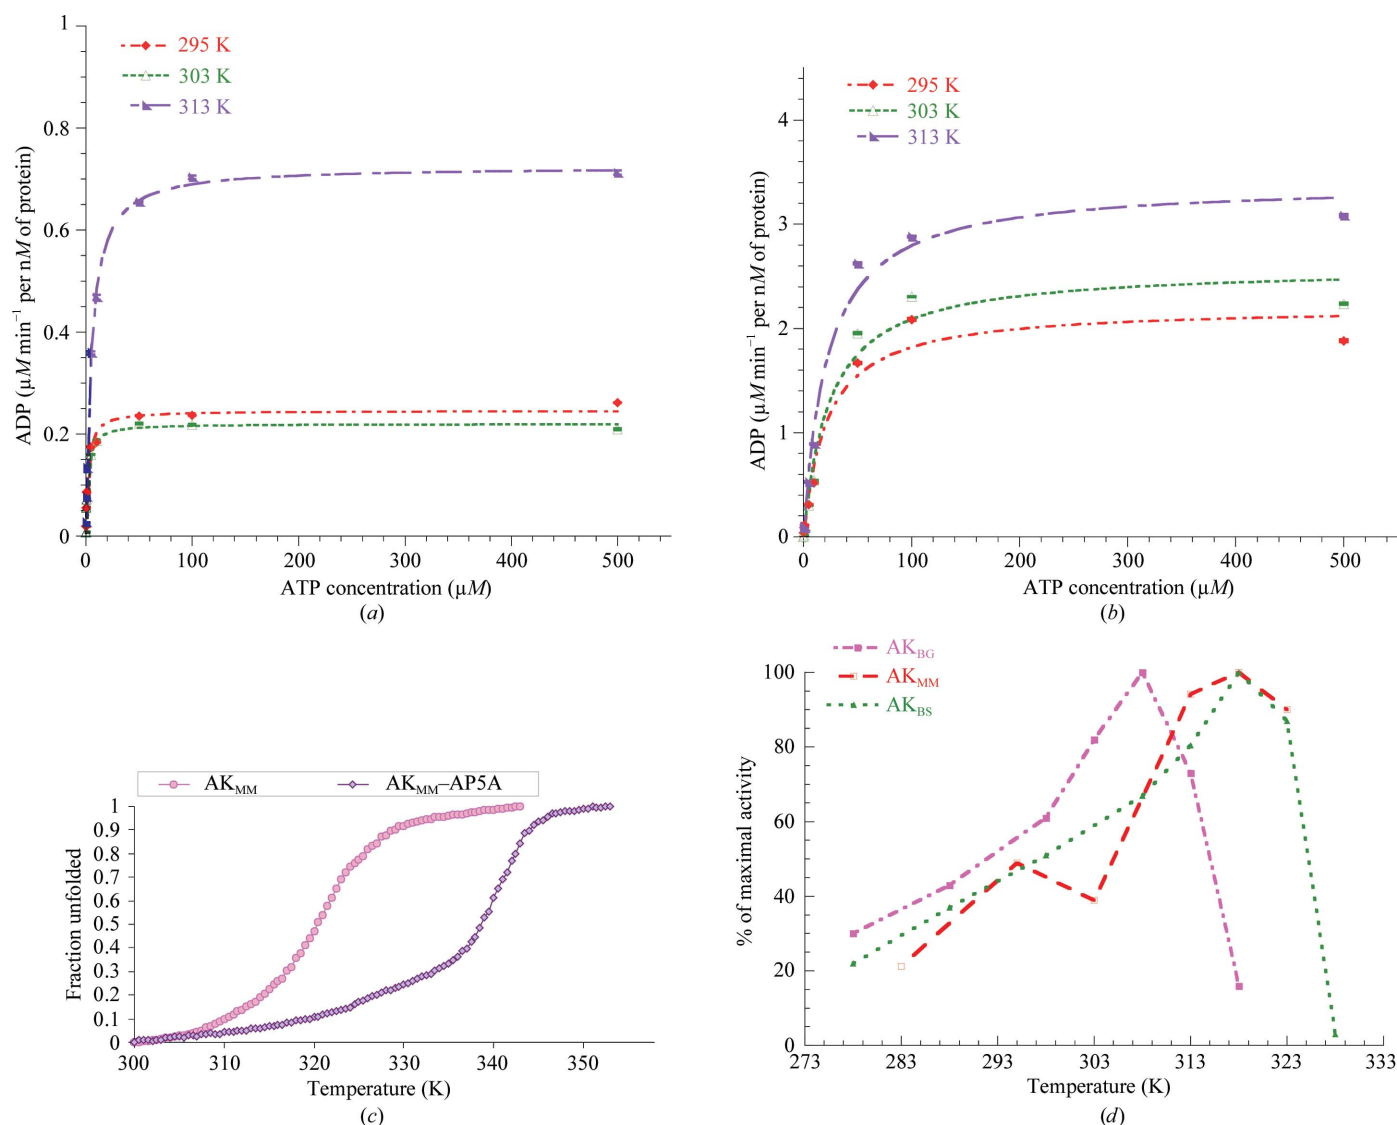 295 K
303 K
313 K
1
0.8
0.6
0.4
0.2
0
0 100 200 300 400 500
ADP (µM min⁻¹ per nM of protein)
ATP concentration (µM)
(a)
295 K
303 K
313 K
4
3
2
1
0
0 100 200 300 400 500
ADP (µM min⁻¹ per nM of protein)
ATP concentration (µM)
(b)
AK_MM AK_MM–AP5A
1
0.9
0.8
0.7
0.6
0.5
0.4
0.3
0.2
0.1
0
300 310 320 330 340 350
Fraction unfolded
Temperature (K)
(c)
AK_BG
AK_MM
AK_BS
100
80
60
40
20
0
273 283 293 303 313 323 333
% of maximal activity
Temperature (K)
(d)